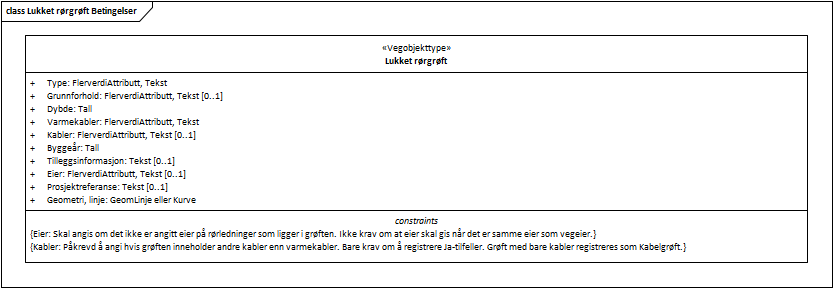 class Lukket rørgrøft Betingelser
«Vegobjekttype»
Lukket rørgrøft
+ Type: FlerverdiAttributt, Tekst
+ Grunnforhold: FlerverdiAttributt, Tekst [0..1]
+ Dybde: Tall
+ Varmekabler: FlerverdiAttributt, Tekst
+ Kabler: FlerverdiAttributt, Tekst [0..1]
+ Byggeår: Tall
+ Tilleggsinformasjon: Tekst [0..1]
+ Eier: FlerverdiAttributt, Tekst [0..1]
+ Prosjektreferanse: Tekst [0..1]
+ Geometri, linje: GeomLinje eller Kurve
constraints
{Eier: Skal angis om det ikke er angitt eier på rørledninger som ligger i grøften. Ikke krav om at eier skal gis når det er samme eier som vegeier.}
{Kabler: Påkrevd å angi hvis grøften inneholder andre kabler enn varmekabler. Bare krav om å registrere Ja-tilfeller. Grøft med bare kabler registreres som Kabelgrøft.}